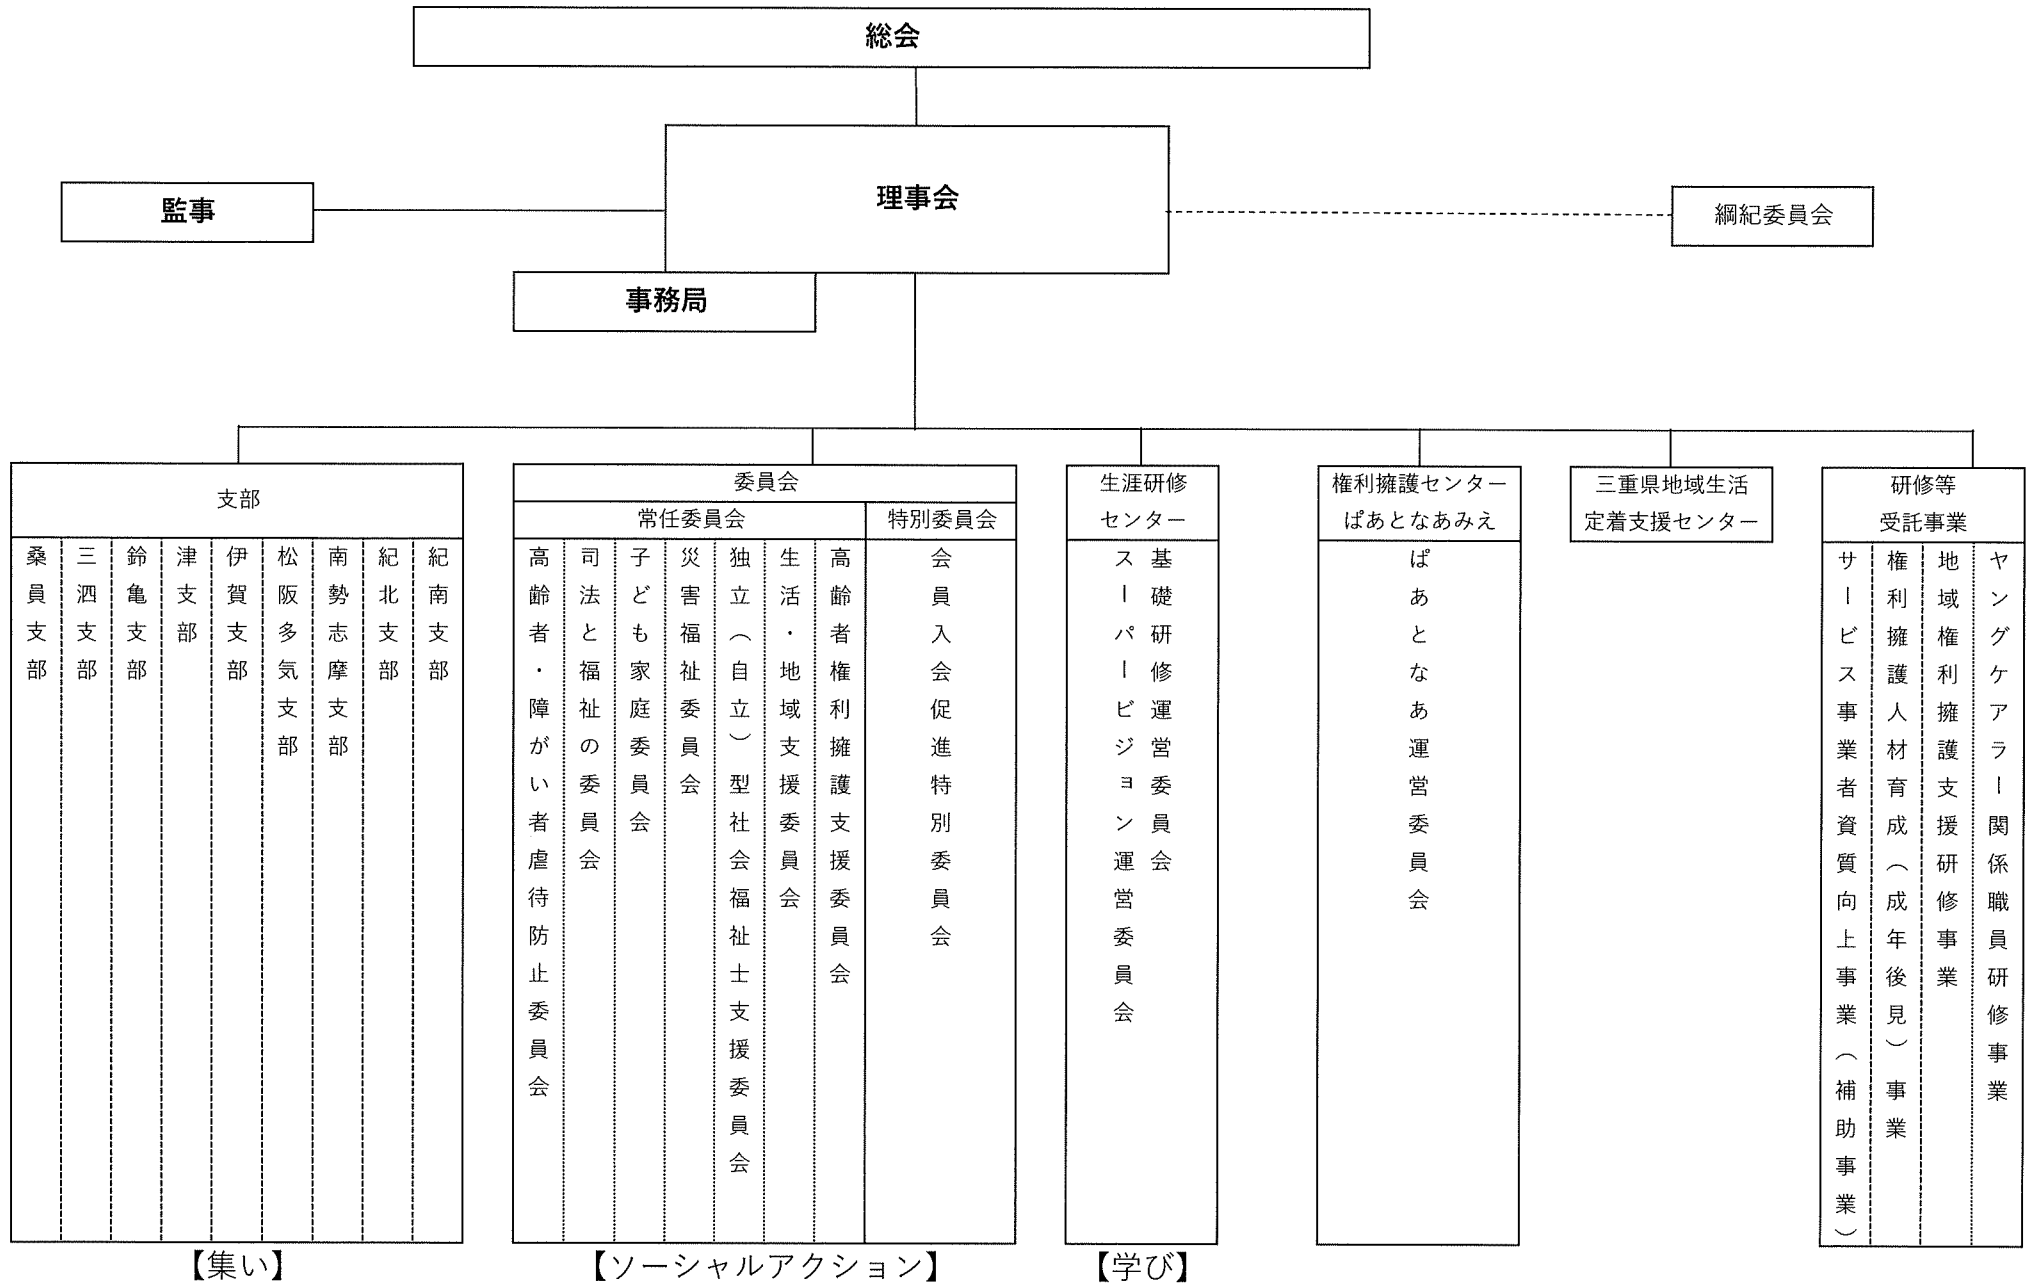 総会
理事会
監事
綱紀委員会
事務局
支部
桑員支部
三泗支部
鈴亀支部
津支部
伊賀支部
松阪多気支部
南勢志摩支部
紀北支部
紀南支部
【集い】
委員会
常任委員会
特別委員会
高齢者・障がい者虐待防止委員会
司法と福祉の委員会
子ども家庭委員会
災害福祉委員会
独立（自立）型社会福祉士支援委員会
生活・地域支援委員会
高齢者権利擁護支援委員会
会員入会促進特別委員会
【ソーシャルアクション】
生涯研修
センター
基礎研修運営委員会
スーパービジョン運営委員会
【学び】
権利擁護センター
ぱあとなあみえ
ぱあとなあ運営委員会
三重県地域生活
定着支援センター
研修等
受託事業
ヤングケアラー関係職員研修事業
地域権利擁護支援研修事業
権利擁護人材育成（成年後見）事業
サービス事業者資質向上事業（補助事業）